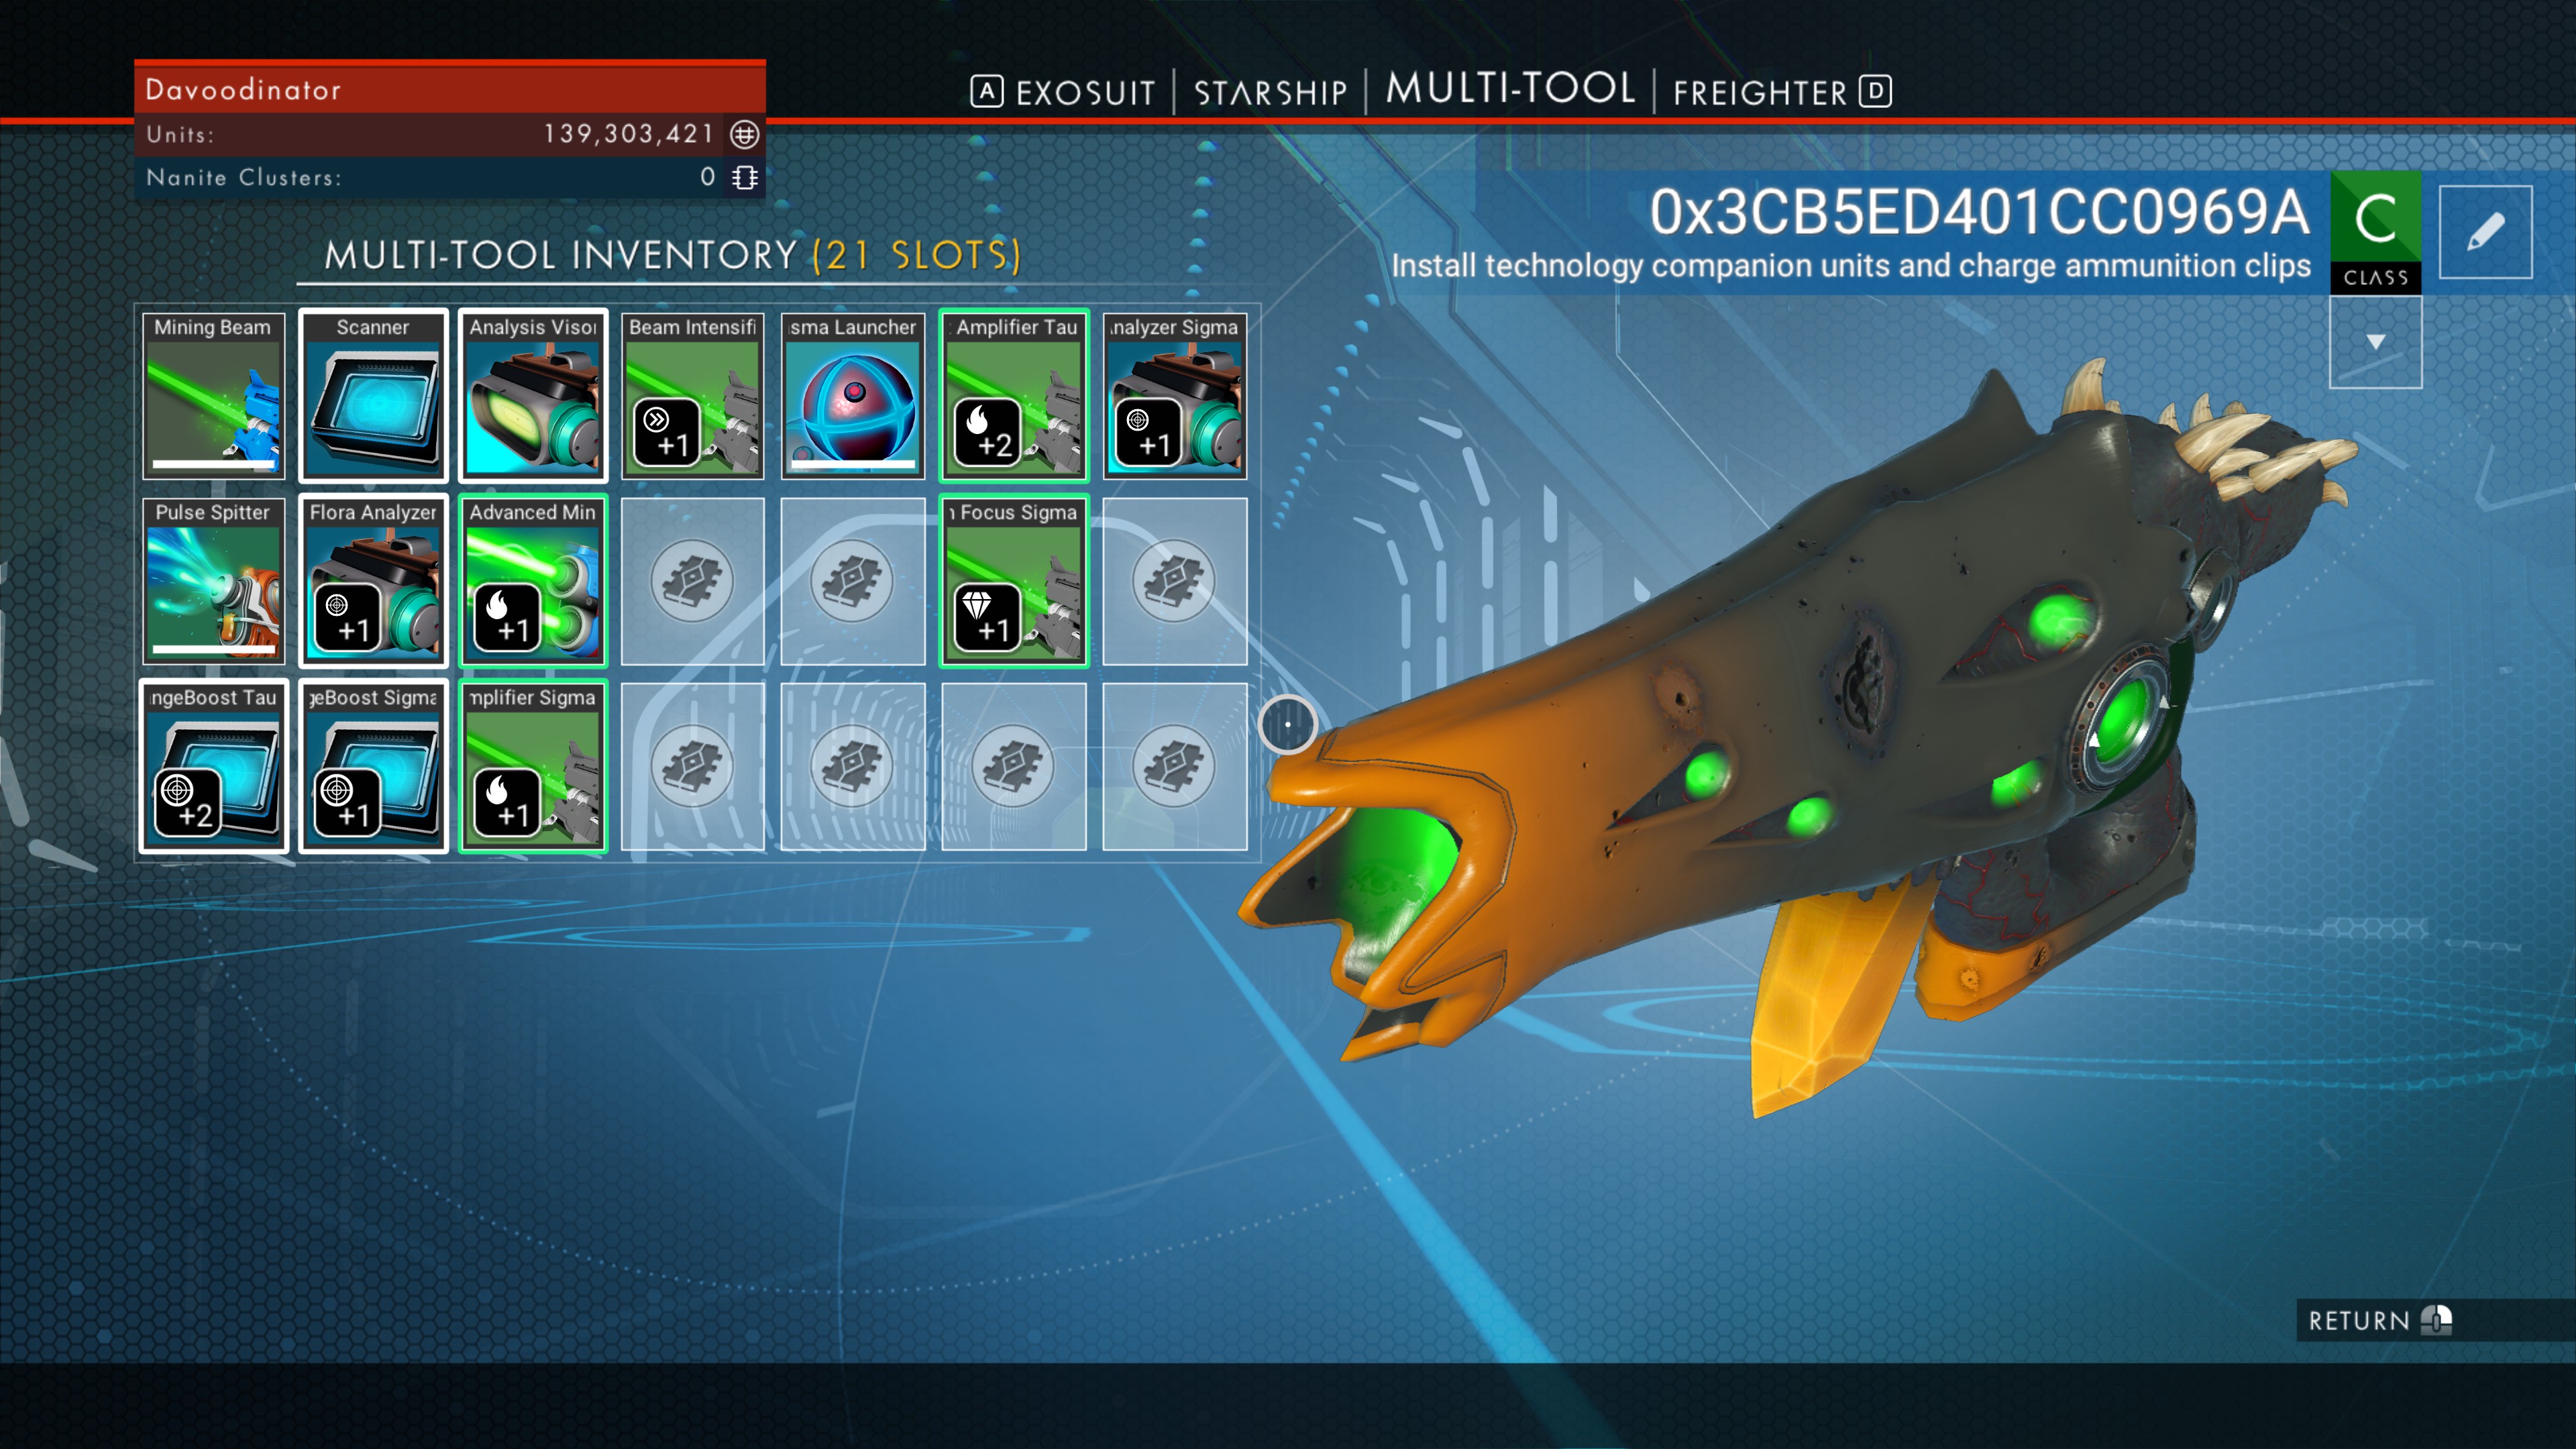 Davoodinator
Units: 139,303,421
Nanite Clusters: 0
A EXOSUIT STARSHIP MULTI-TOOL FREIGHTER D
MULTI-TOOL INVENTORY (21 SLOTS)
0x3CB5ED401CC0969A
Install technology companion units and charge ammunition clips
C
CLASS
Mining Beam Scanner Analysis Visor Beam Intensifi sma Launcher Amplifier Tau nalyzer Sigma
+1 +2 +1
Pulse Spitter Flora Analyzer Advanced Min Focus Sigma
+1 +1 +1
ngeBoost Tau geBoost Sigma mplifier Sigma
+2 +1 +1
RETURN